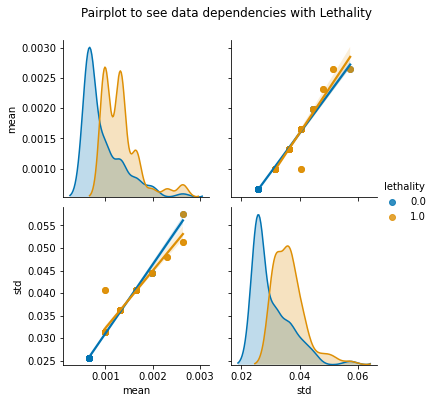 Pairplot to see data dependencies with Lethality
0.0030
0.0025
0.0020
0.0015
0.0010
mean
lethality
0.0
1.0
0.055
0.050
0.045
0.040
0.035
0.030
0.025
std
0.001 0.002 0.003
mean
0.02 0.04 0.06
std